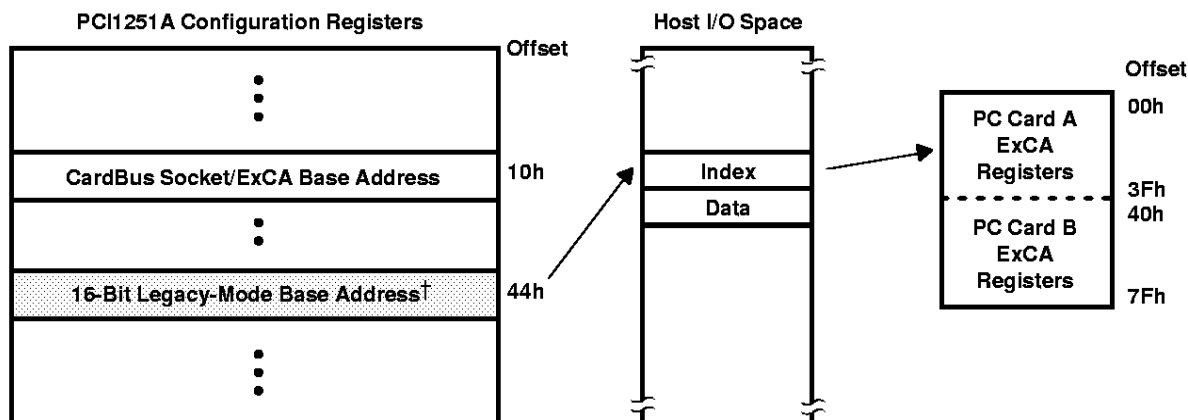 PCI1251A Configuration Registers
Offset
CardBus Socket/ExCA Base Address
10h
16-Bit Legacy-Mode Base Address†
44h
Host I/O Space
Index
Data
Offset
PC Card A
ExCA
Registers
00h
3Fh
40h
PC Card B
ExCA
Registers
7Fh